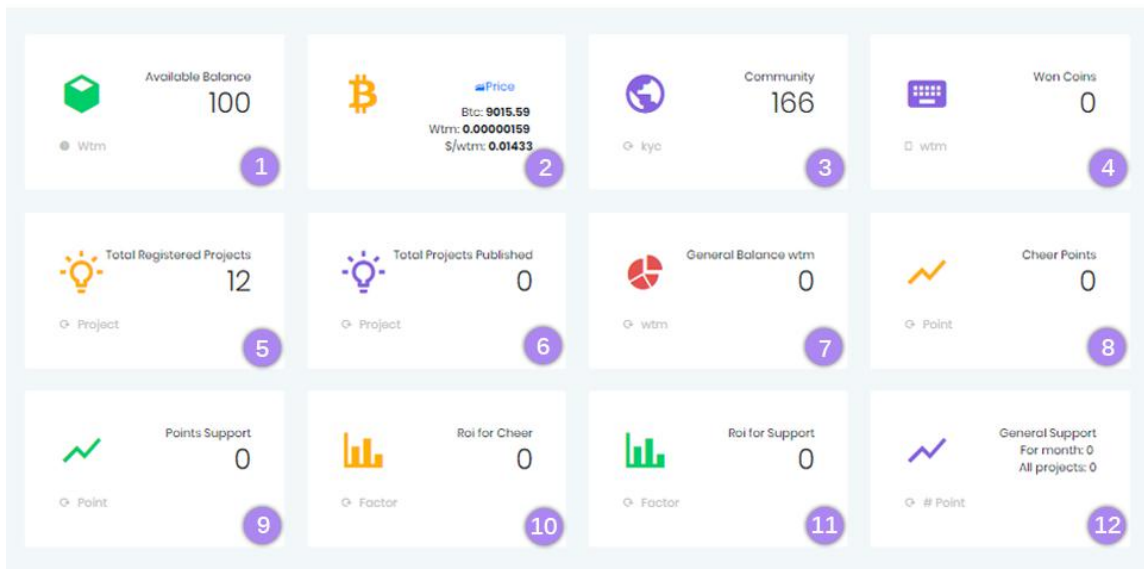 Available Balance
100
Wtm
1
Price
Btc: 9015.59
Wtm: 0.00000159
$/wtm: 0.01433
2
Community
166
kyc
3
Won Coins
0
wtm
4
Total Registered Projects
12
Project
5
Total Projects Published
0
Project
6
General Balance wtm
0
wtm
7
Cheer Points
0
Point
8
Points Support
0
Point
9
Roi for Cheer
0
Factor
10
Roi for Support
0
Factor
11
General Support
For month: 0
All projects: 0
# Point
12